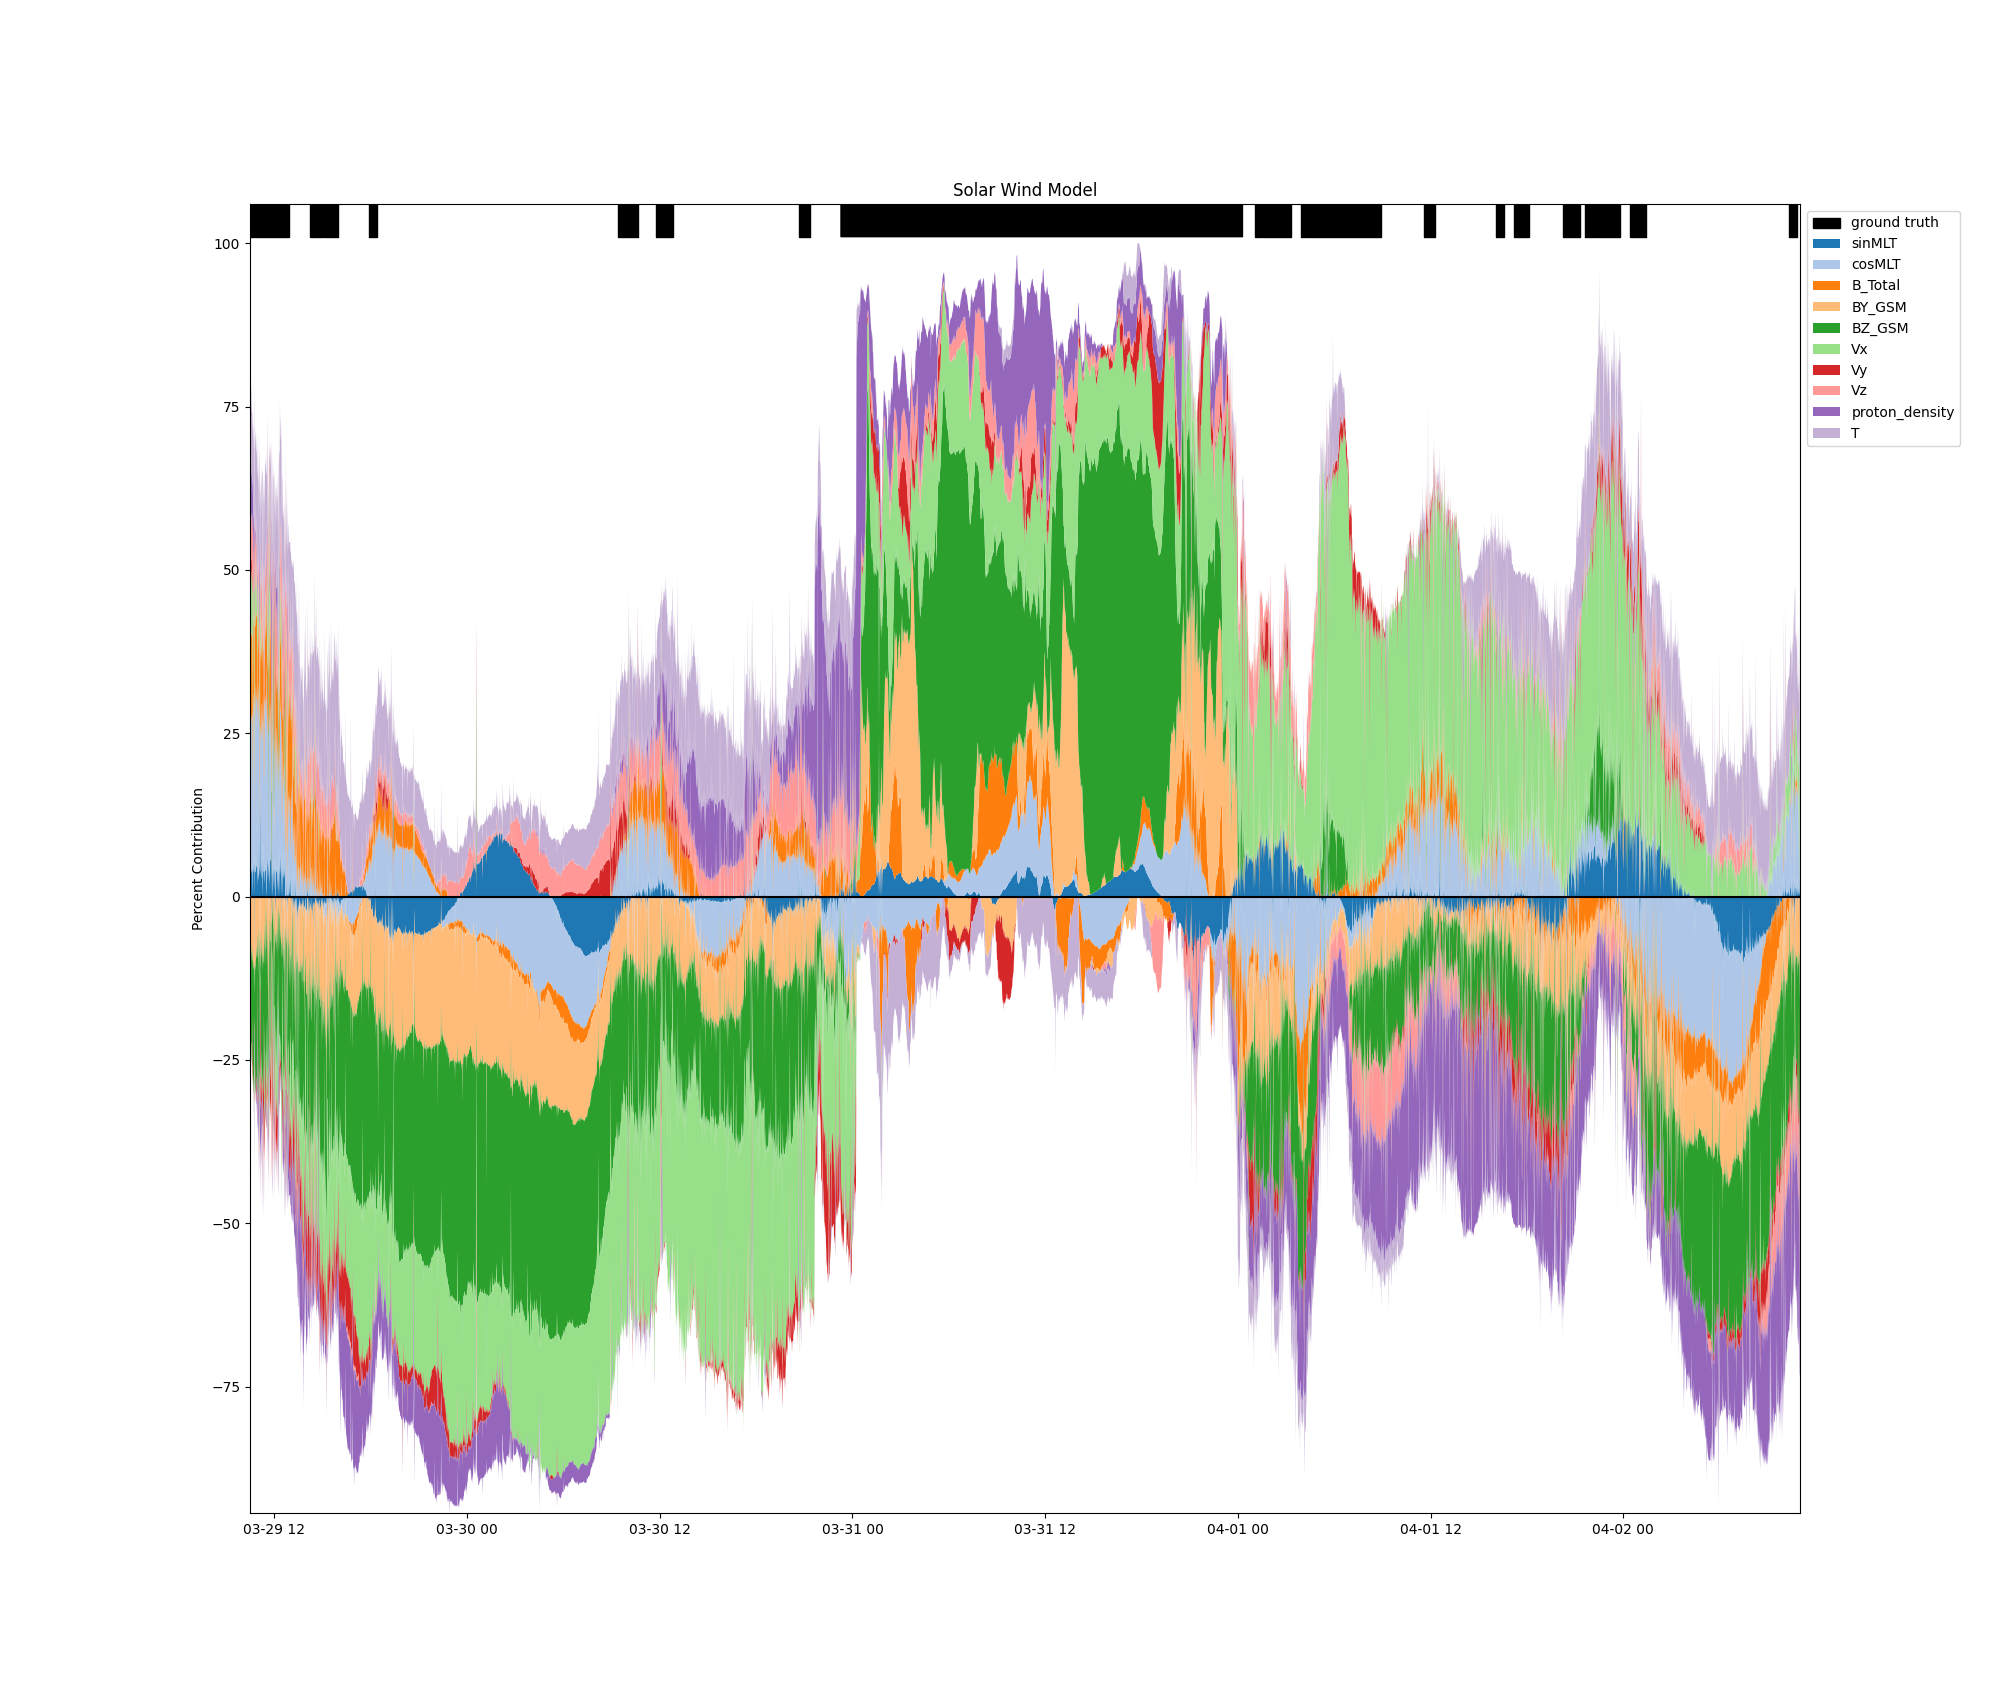 Solar Wind Model
ground truth
sinMLT
cosMLT
B_Total
BY_GSM
BZ_GSM
Vx
Vy
Vz
proton_density
T
Percent Contribution
100
75
50
25
0
−25
−50
−75
03-29 12
03-30 00
03-30 12
03-31 00
03-31 12
04-01 00
04-01 12
04-02 00